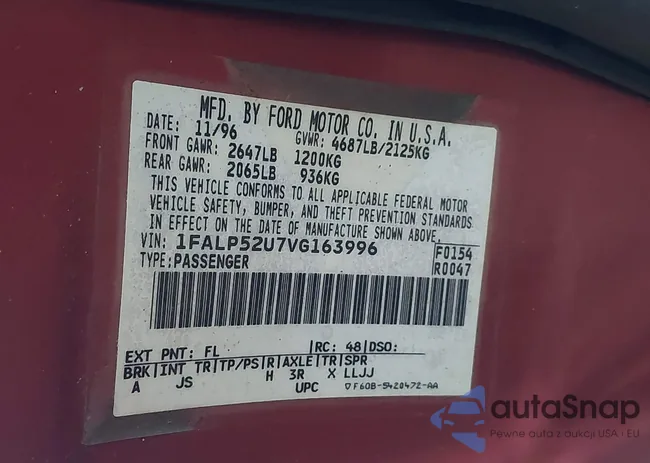 MFD. BY FORD MOTOR CO. IN U.S.A.
DATE: 11/96 GVWR: 4687LB/2125KG
FRONT GAWR: 2647LB 1200KG
REAR GAWR: 2065LB 936KG
THIS VEHICLE CONFORMS TO ALL APPLICABLE FEDERAL MOTOR
VEHICLE SAFETY, BUMPER, AND THEFT PREVENTION STANDARDS
IN EFFECT ON THE DATE OF MANUFACTURE SHOWN ABOVE.
VIN: 1FALP52U7VG163996 F0154
TYPE: PASSENGER R0047
EXT PNT: FL RC: 48 DSO:
BRK INT TR TP/PS R AXLE TR SPR
A JS H 3R X LLJJ
UPC F60B-5420472-AA
autaSnap
Pewne auta z aukcji USA i EU